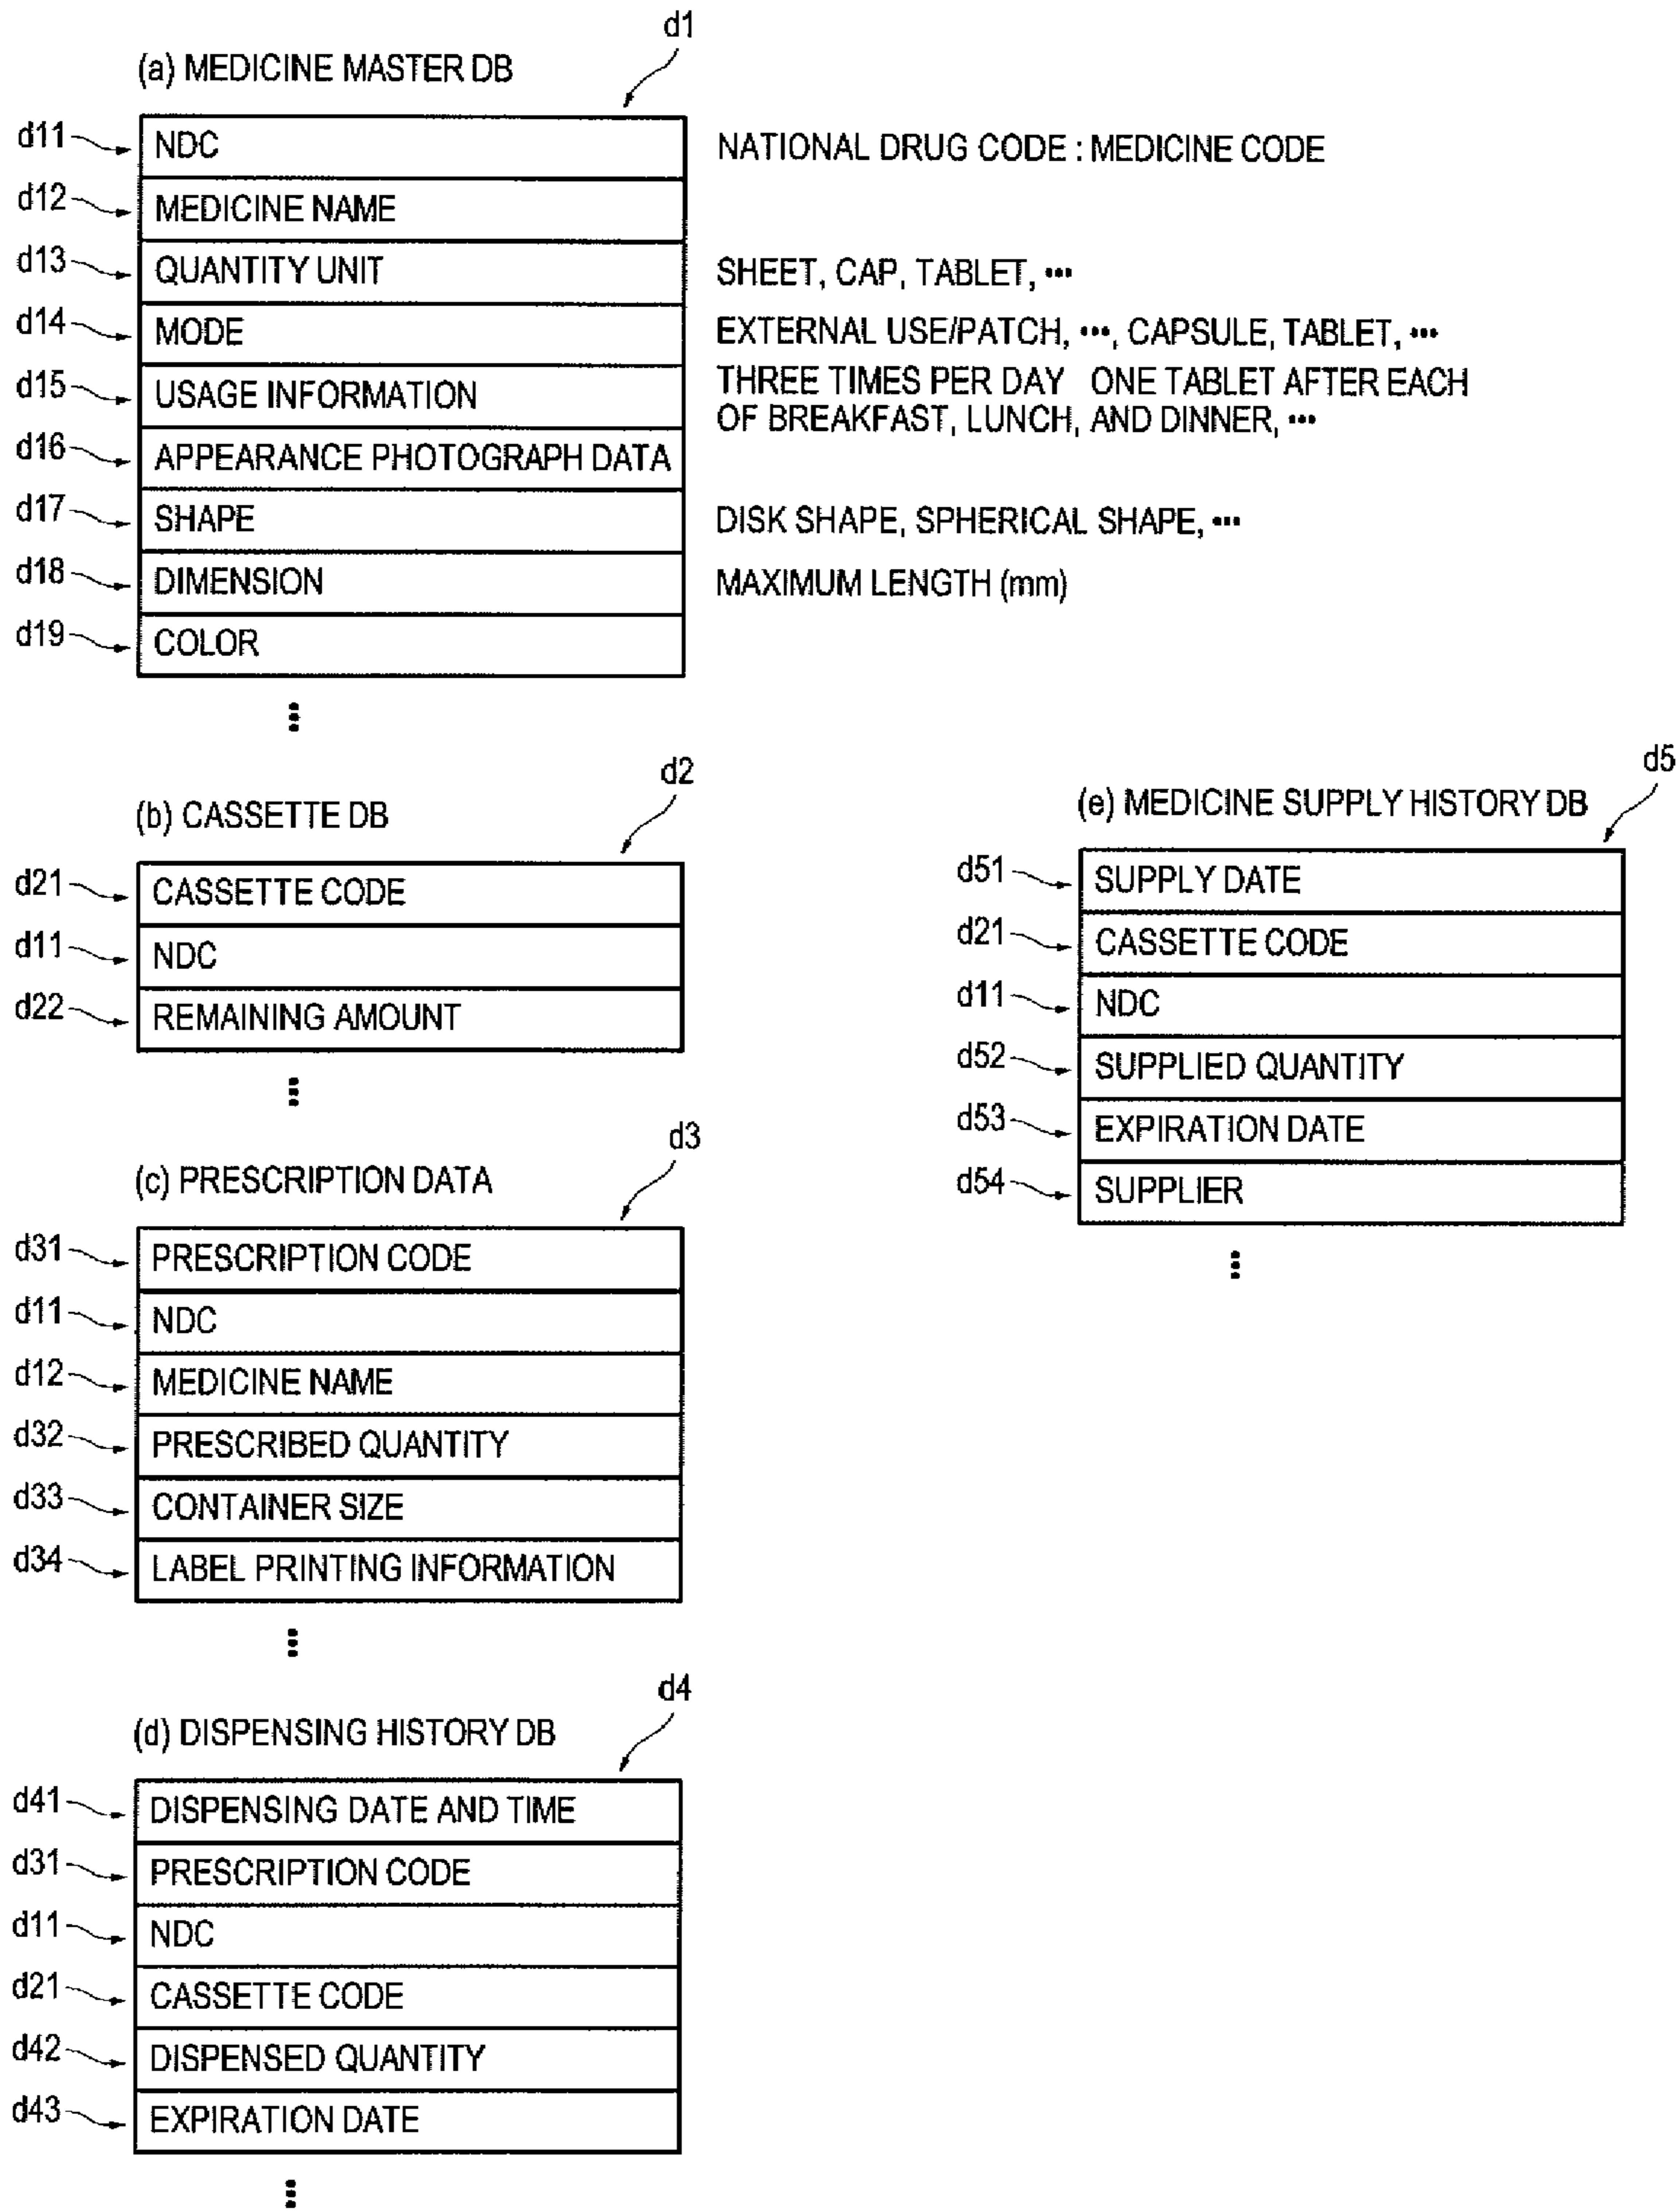 d1
(a) MEDICINE MASTER DB
d11 NDC NATIONAL DRUG CODE : MEDICINE CODE
d12 MEDICINE NAME
d13 QUANTITY UNIT SHEET, CAP, TABLET, ···
d14 MODE EXTERNAL USE/PATCH, ···, CAPSULE, TABLET, ···
d15 USAGE INFORMATION THREE TIMES PER DAY ONE TABLET AFTER EACH
OF BREAKFAST, LUNCH, AND DINNER, ···
d16 APPEARANCE PHOTOGRAPH DATA
d17 SHAPE DISK SHAPE, SPHERICAL SHAPE, ···
d18 DIMENSION MAXIMUM LENGTH (mm)
d19 COLOR
d2
(b) CASSETTE DB
d21 CASSETTE CODE
d11 NDC
d22 REMAINING AMOUNT
d3
(c) PRESCRIPTION DATA
d31 PRESCRIPTION CODE
d11 NDC
d12 MEDICINE NAME
d32 PRESCRIBED QUANTITY
d33 CONTAINER SIZE
d34 LABEL PRINTING INFORMATION
d4
(d) DISPENSING HISTORY DB
d41 DISPENSING DATE AND TIME
d31 PRESCRIPTION CODE
d11 NDC
d21 CASSETTE CODE
d42 DISPENSED QUANTITY
d43 EXPIRATION DATE
d5
(e) MEDICINE SUPPLY HISTORY DB
d51 SUPPLY DATE
d21 CASSETTE CODE
d11 NDC
d52 SUPPLIED QUANTITY
d53 EXPIRATION DATE
d54 SUPPLIER